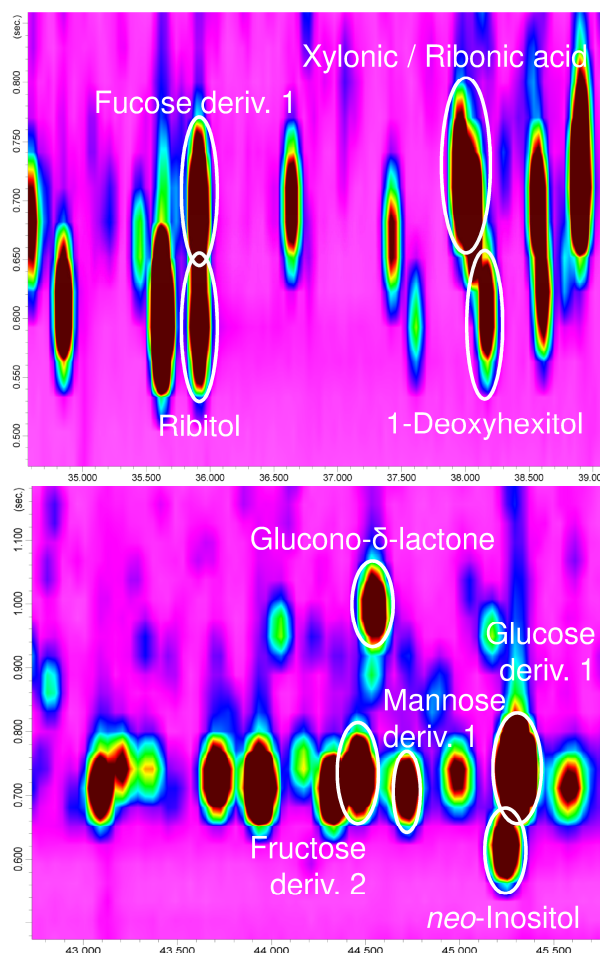 (sec.)
0.800
0.750
0.700
0.650
0.600
0.550
0.500
Xylonic / Ribonic acid
Fucose deriv. 1
Ribitol
1-Deoxyhexitol
35.000 35.500 36.000 36.500 37.000 37.500 38.000 38.500
(sec.)
1.100
1.000
0.900
0.800
0.700
0.600
Glucono-δ-lactone
Glucose
deriv. 1
Mannose
deriv. 1
Fructose
deriv. 2
neo-Inositol
43.000 43.500 44.000 44.500 45.000 45.500